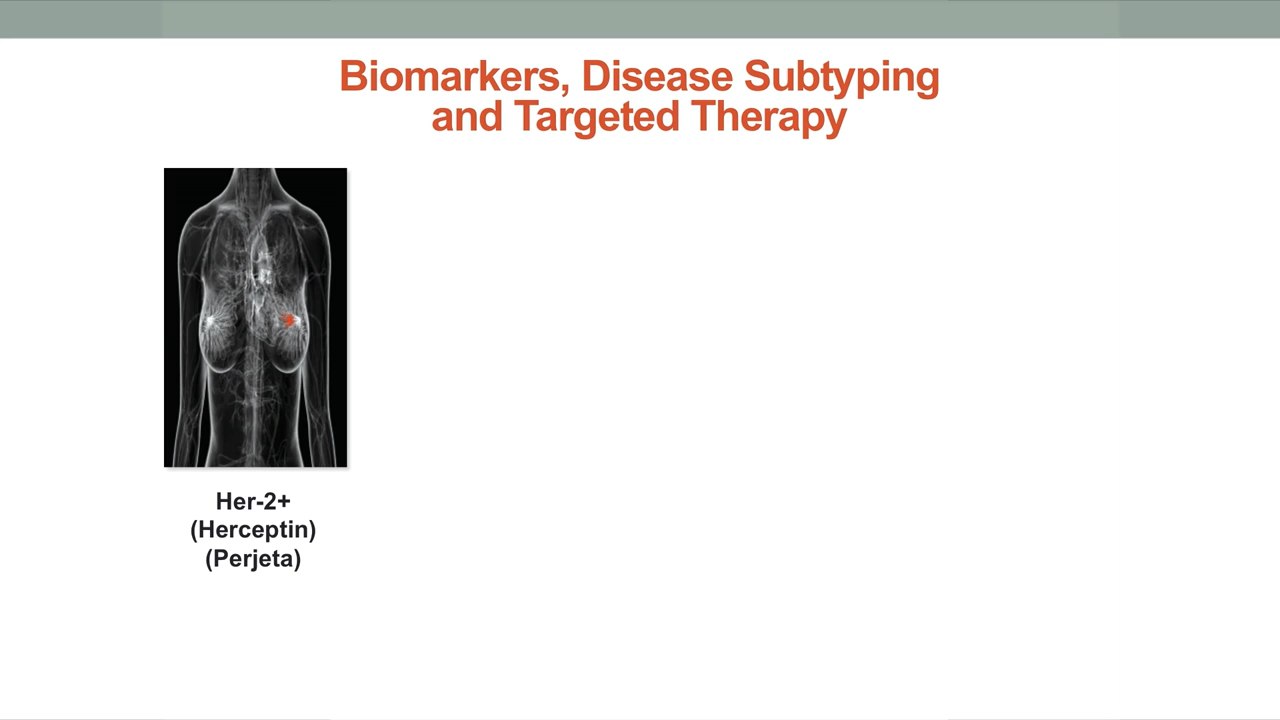 Biomarkers, Disease Subtyping
and Targeted Therapy
Her-2+
(Herceptin)
(Perjeta)